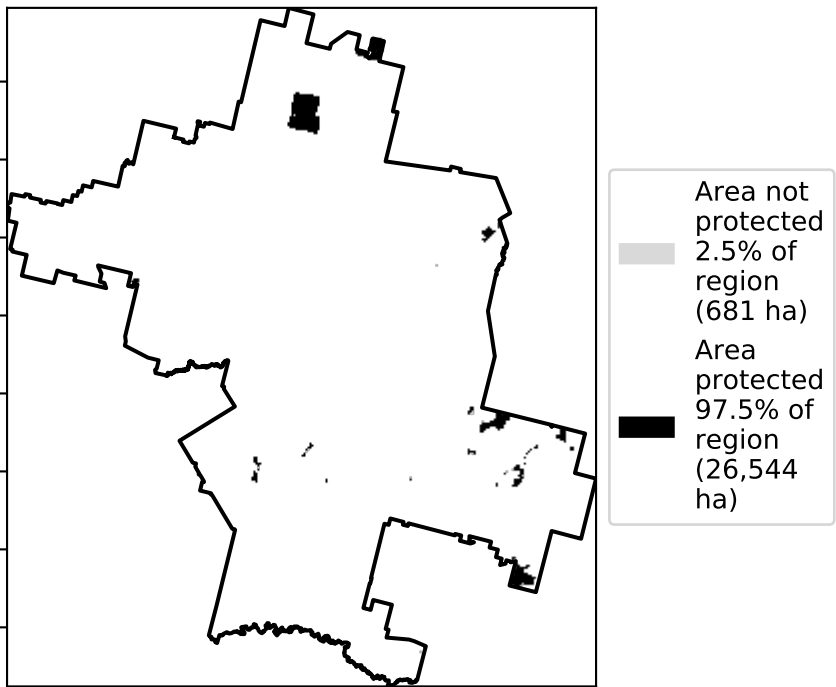 Area not
protected
2.5% of
region
(681 ha)
Area
protected
97.5% of
region
(26,544
ha)